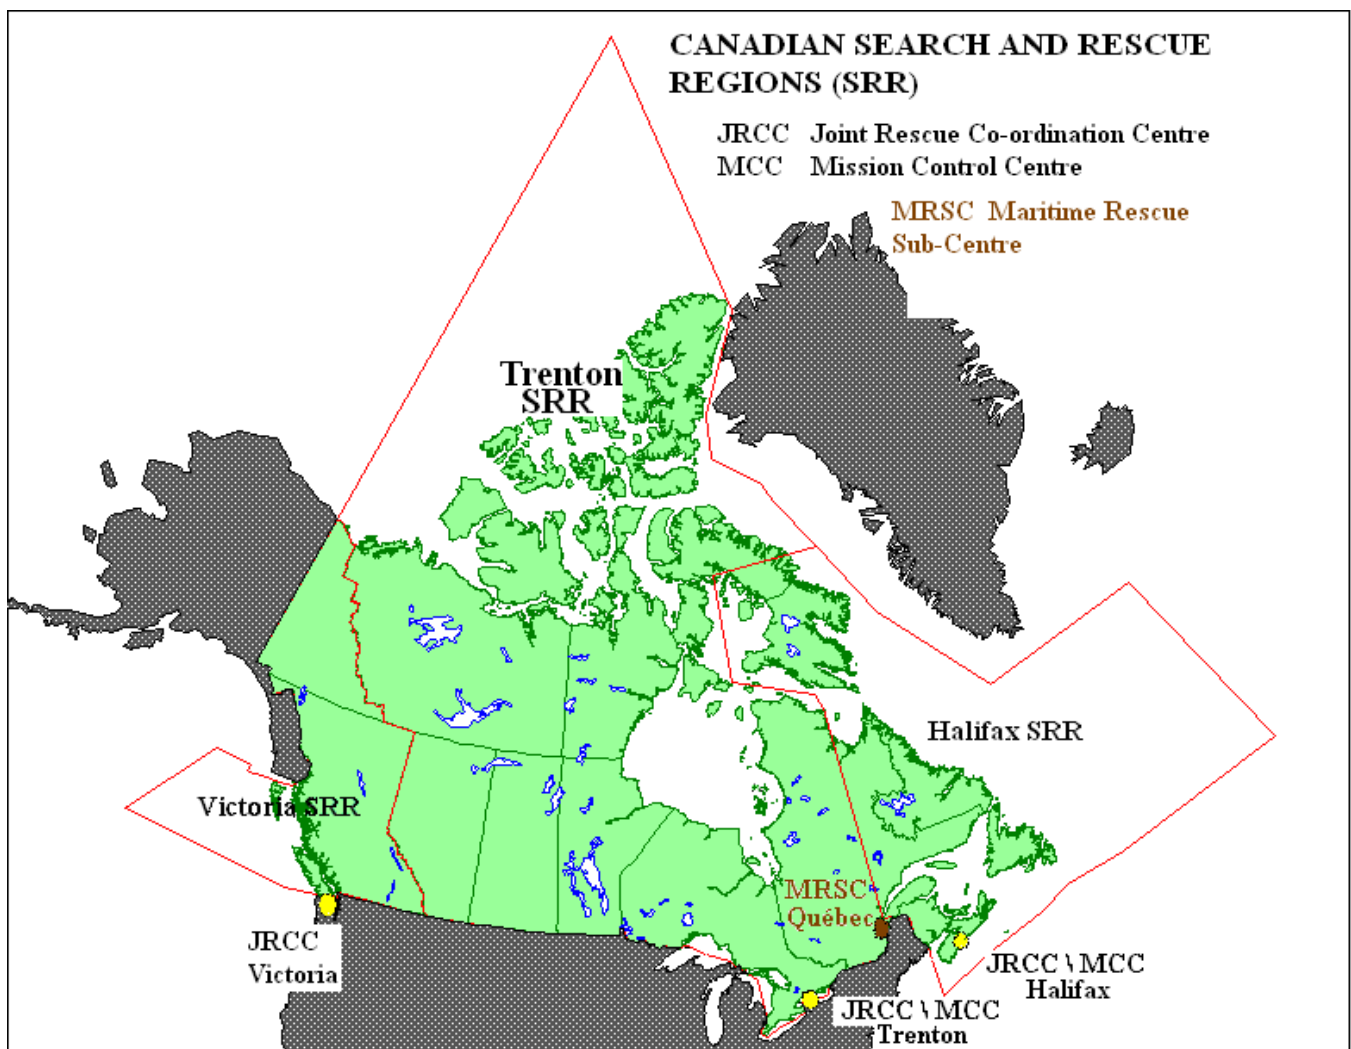 CANADIAN SEARCH AND RESCUE
REGIONS (SRR)
JRCC Joint Rescue Co-ordination Centre
MCC Mission Control Centre
MRSC Maritime Rescue
Sub-Centre
Trenton
SRR
Halifax SRR
Victoria SRR
MRSC
Québec
JRCC
Victoria
JRCC \ MCC
Halifax
JRCC \ MCC
Trenton